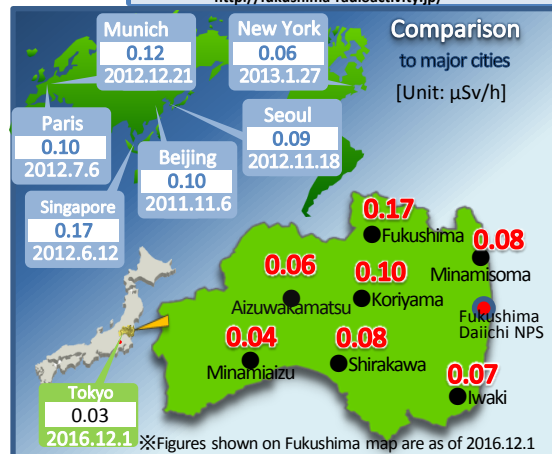 http://fukushima-radioactivity.jp/
Munich
0.12
2012.12.21
New York
0.06
2013.1.27
Comparison
to major cities
[Unit: μSv/h]
Paris
0.10
2012.7.6
Seoul
0.09
2012.11.18
Beijing
0.10
2011.11.6
Singapore
0.17
2012.6.12
0.17
Fukushima
0.08
Minamisoma
0.06
Aizuwakamatsu
0.10
Koriyama
Fukushima
Daiichi NPS
0.04
Minamiaizu
0.08
Shirakawa
0.07
Iwaki
Tokyo
0.03
2016.12.1
※Figures shown on Fukushima map are as of 2016.12.1